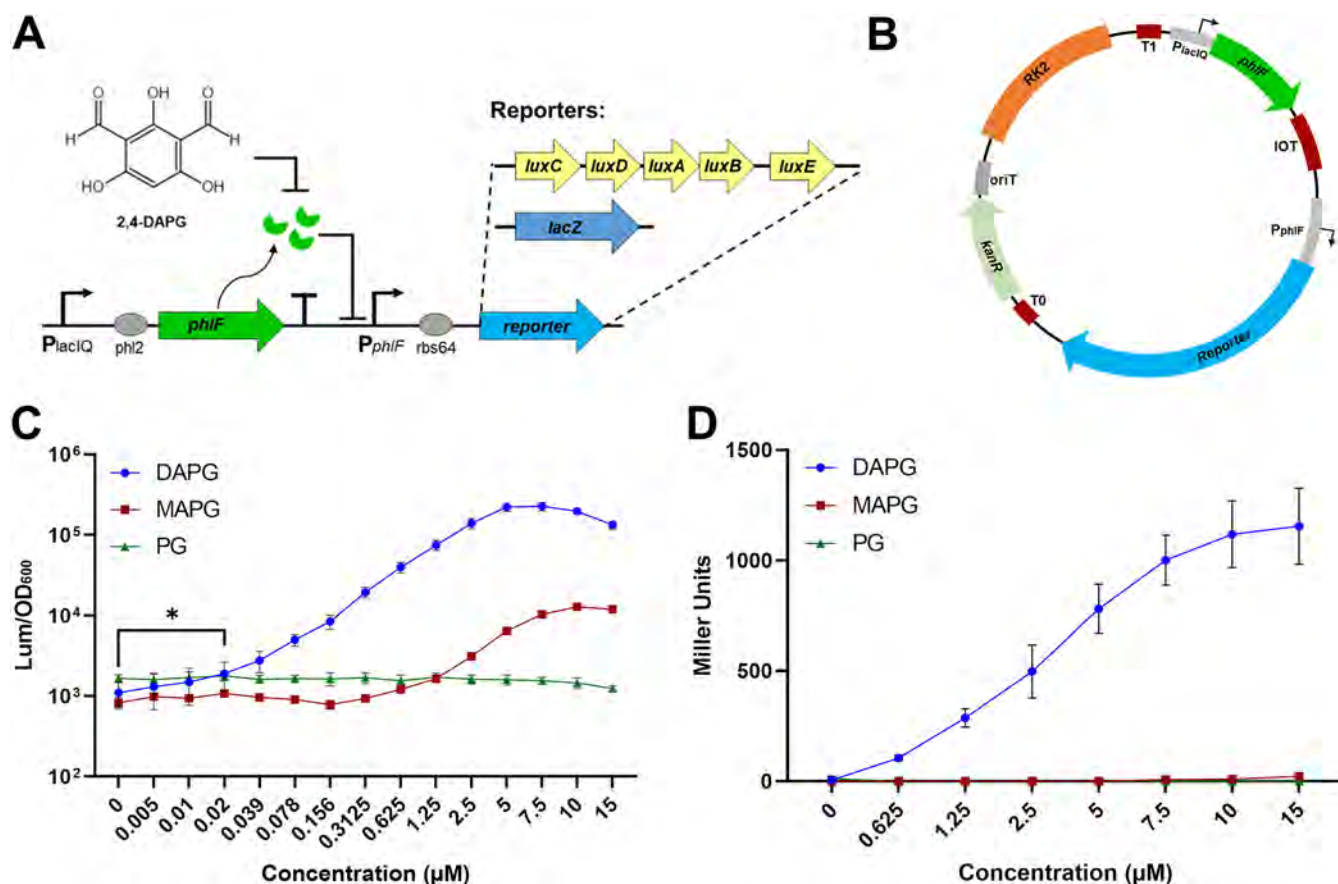 A
O
OH
O
H
H
HO
OH
2,4-DAPG
Reporters:
luxC
luxD
luxA
luxB
luxE
lacZ
PlacIQ
phl2
phlF
PphlF
rbs64
reporter
B
T1
PlacIQ
phlF
IOT
PphlF
Reporter
T0
kanR
oriT
RK2
C
DAPG
MAPG
PG
*
Lum/OD₆₀₀
10⁶
10⁵
10⁴
10³
10²
0
0.005
0.01
0.02
0.039
0.078
0.156
0.3125
0.625
1.25
2.5
5
7.5
10
15
Concentration (µM)
D
DAPG
MAPG
PG
Miller Units
1500
1000
500
0
0
0.625
1.25
2.5
5
7.5
10
15
Concentration (µM)